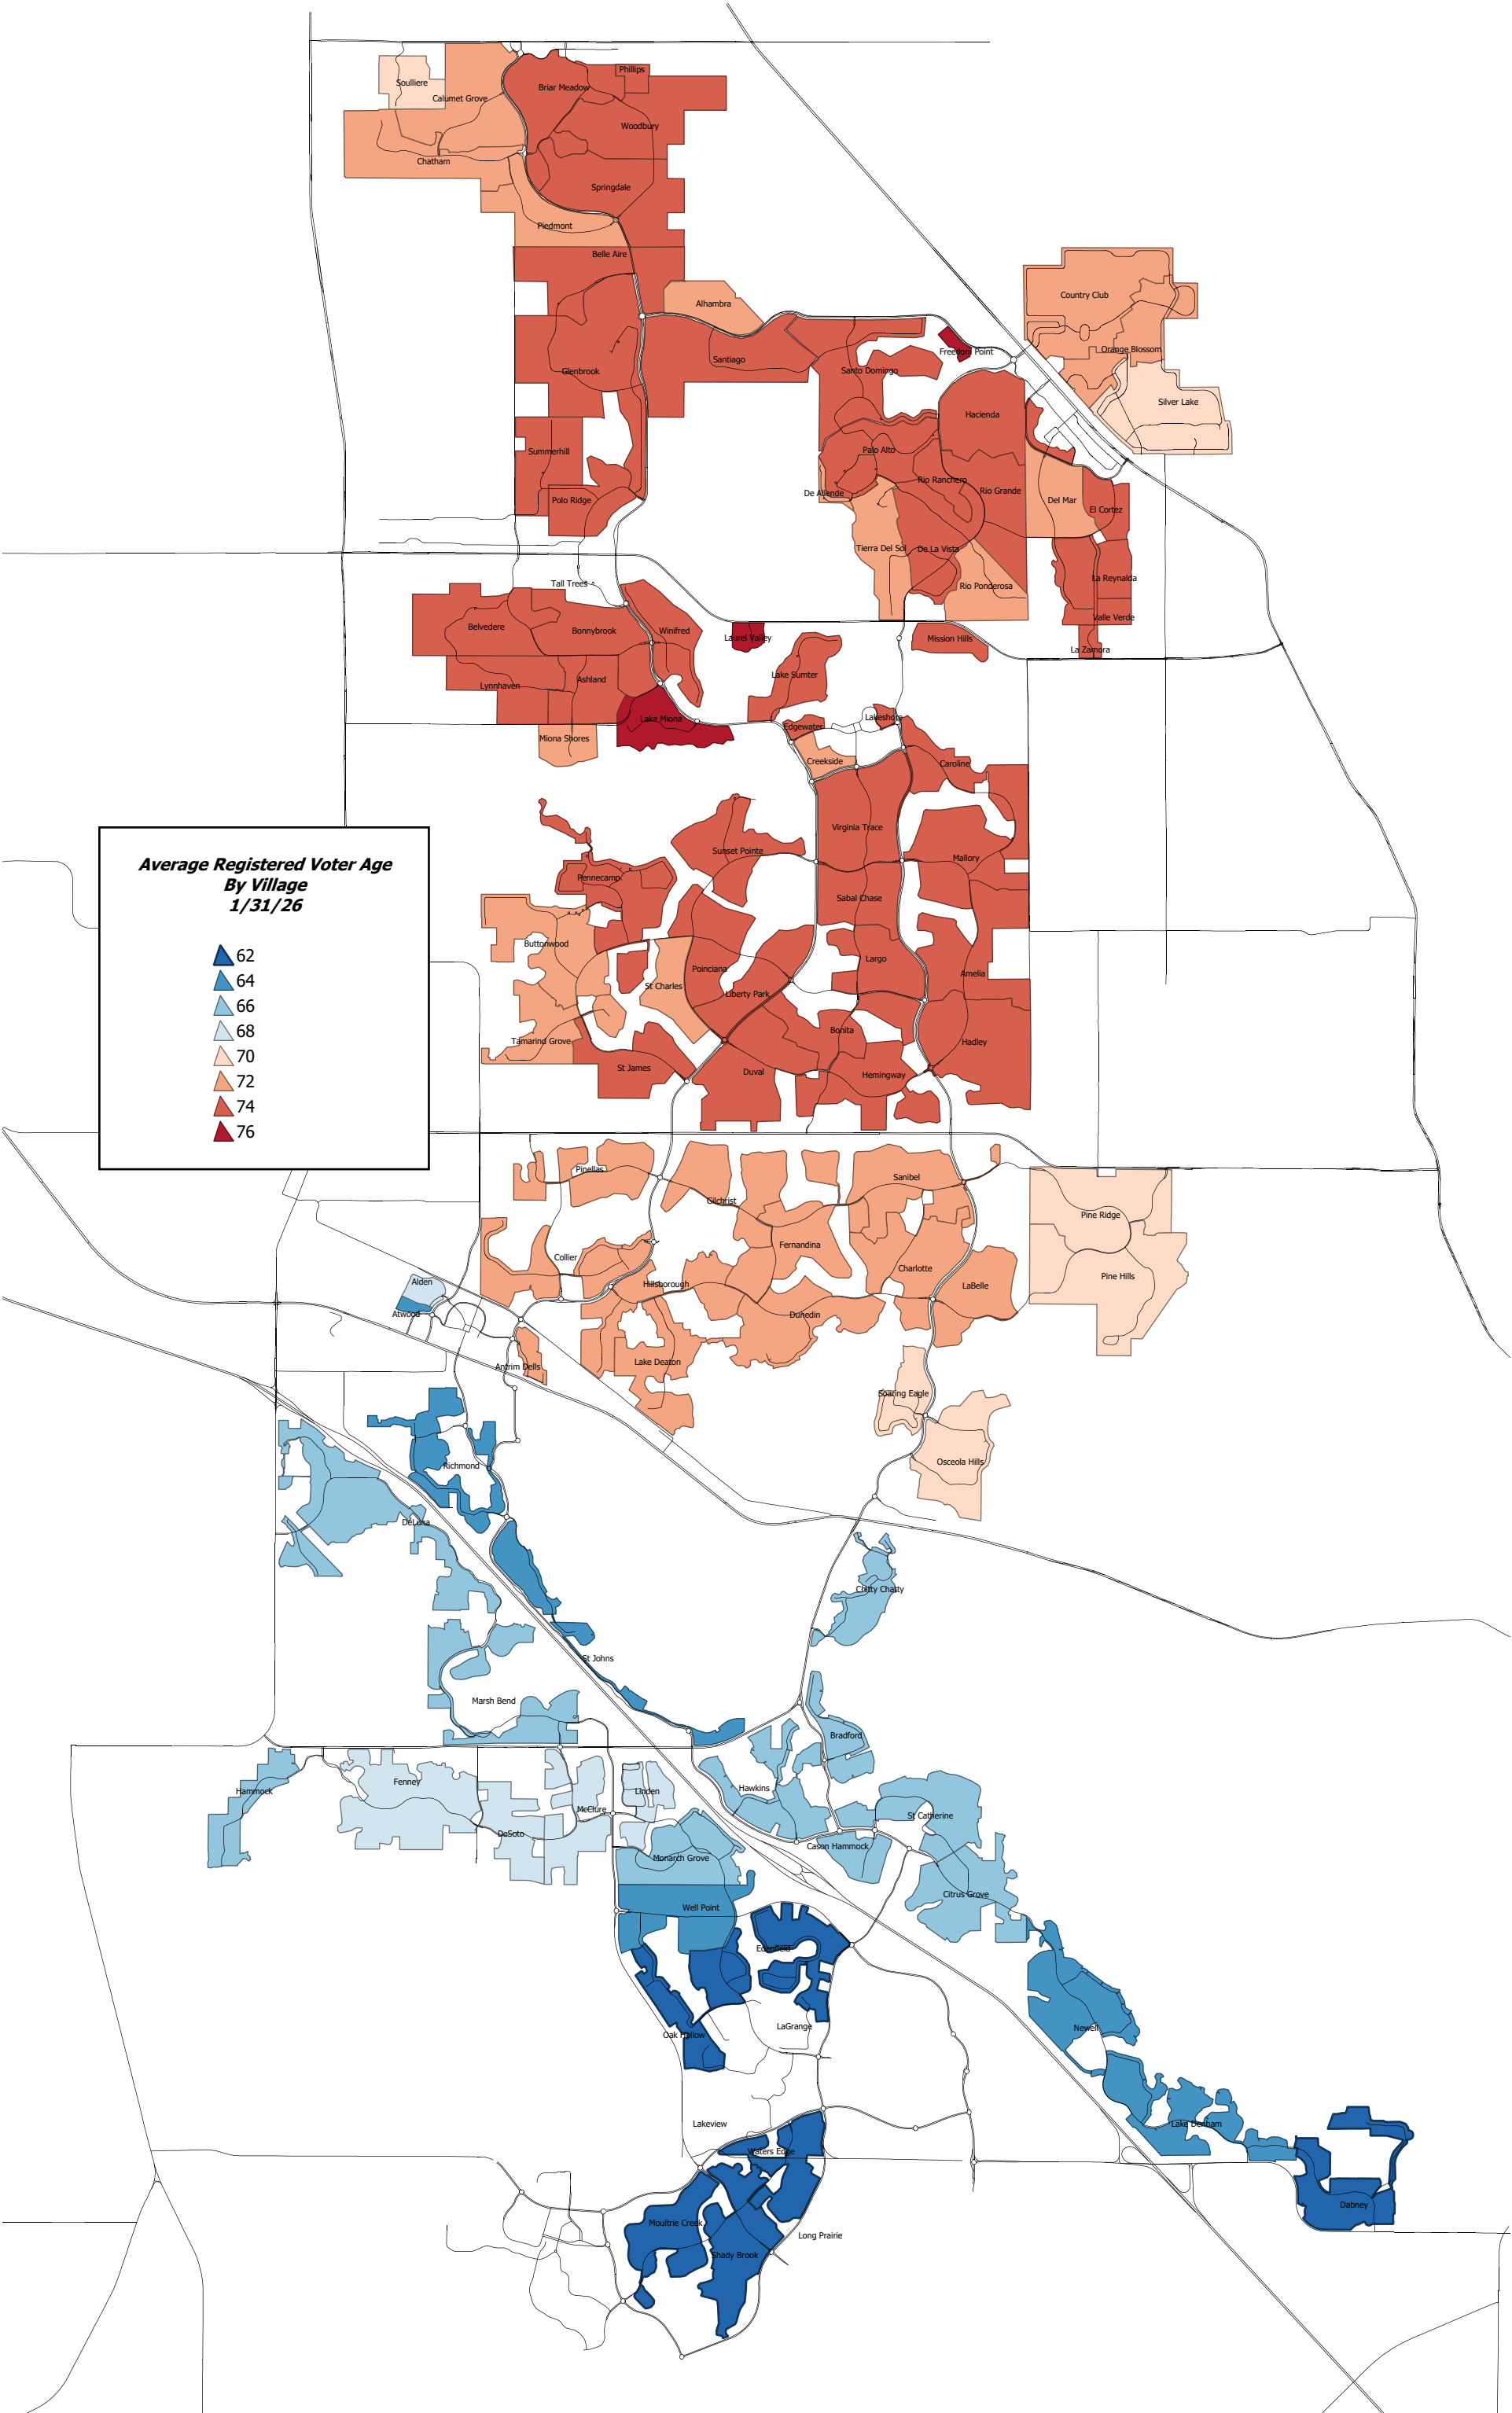 Phillips
Soulliere
Briar Meadow
Calumet Grove
Woodbury
Chatham
Springdale
Piedmont
Belle Aire
Country Club
Alhambra
Orange Blossom
Freedom Point
Santiago
Glenbrook
Santo Domingo
Silver Lake
Hacienda
Palo Alto
Summerhill
Rio Ranchero
Rio Grande
De Allende
Polo Ridge
Del Mar
El Cortez
Tierra Del Sol
De La Vista
La Reynalda
Tall Trees
Rio Ponderosa
Valle Verde
Belvedere
Bonnybrook
Winifred
Laurel Valley
Mission Hills
La Zamora
Lake Sumter
Ashland
Lynnhaven
Lake Miona
Lakeshore
Edgewater
Miona Shores
Creekside
Caroline
Virginia Trace
Sunset Pointe
Mallory
Average Registered Voter Age
By Village
1/31/26
62
64
66
68
70
72
74
76
Pennecamp
Sabal Chase
Buttonwood
Largo
Poinciana
Amelia
St Charles
Liberty Park
Bonita
Tamarind Grove
Hadley
St James
Duval
Hemingway
Pinellas
Sanibel
Gilchrist
Pine Ridge
Fernandina
Collier
Charlotte
Pine Hills
Alden
Hillsborough
LaBelle
Atwood
Dunedin
Lake Deaton
Antrim Dells
Soaring Eagle
Osceola Hills
Richmond
DeLuna
Chitty Chatty
St Johns
Marsh Bend
Bradford
Fenney
Hawkins
Hammock
Linden
McClure
St Catherine
DeSoto
Cason Hammock
Monarch Grove
Citrus Grove
Well Point
Edenfield
LaGrange
Newell
Oak Hollow
Lakeview
Lake Denham
Waters Edge
Dabney
Moultrie Creek
Long Prairie
Shady Brook